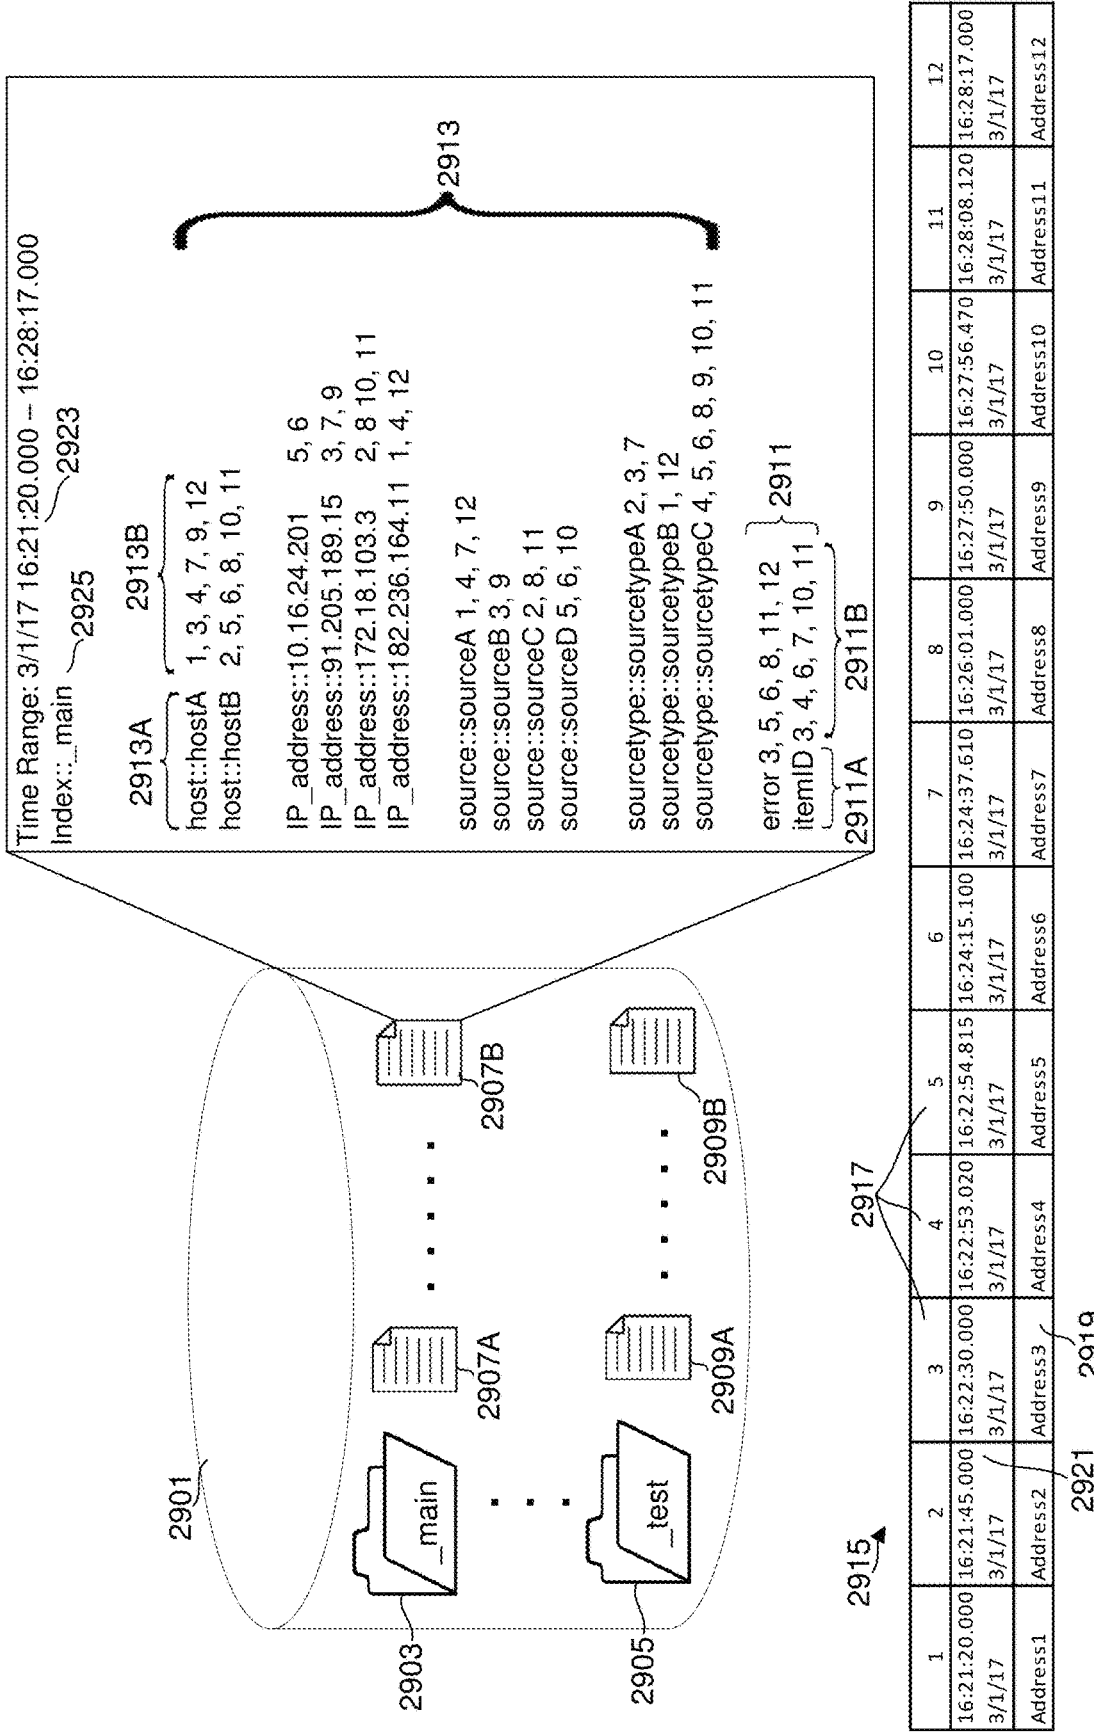 2901
2903
_main
2905
_test
2907A
2907B
2909A
2909B
Time Range: 3/1/17 16:21:20.000 – 16:28:17.000
Index::_main
2925
2923
2913A
2913B
host::hostA 1, 3, 4, 7, 9, 12
host::hostB 2, 5, 6, 8, 10, 11
IP_address::10.16.24.201 5, 6
IP_address::91.205.189.15 3, 7, 9
IP_address::172.18.103.3 2, 8 10, 11
IP_address::182.236.164.11 1, 4, 12
source::sourceA 1, 4, 7, 12
source::sourceB 3, 9
source::sourceC 2, 8, 11
source::sourceD 5, 6, 10
sourcetype::sourcetypeA 2, 3, 7
sourcetype::sourcetypeB 1, 12
sourcetype::sourcetypeC 4, 5, 6, 8, 9, 10, 11
2913
error 3, 5, 6, 8, 11, 12
itemID 3, 4, 6, 7, 10, 11
2911
2911A
2911B
2915
2917
1 2 3 4 5 6 7 8 9 10 11 12
16:21:20.000 16:21:45.000 16:22:30.000 16:22:53.020 16:22:54.815 16:24:15.100 16:24:37.610 16:26:01.000 16:27:50.000 16:27:56.470 16:28:08.120 16:28:17.000
3/1/17 3/1/17 3/1/17 3/1/17 3/1/17 3/1/17 3/1/17 3/1/17 3/1/17 3/1/17 3/1/17 3/1/17
Address1 Address2 Address3 Address4 Address5 Address6 Address7 Address8 Address9 Address10 Address11 Address12
2921
2919